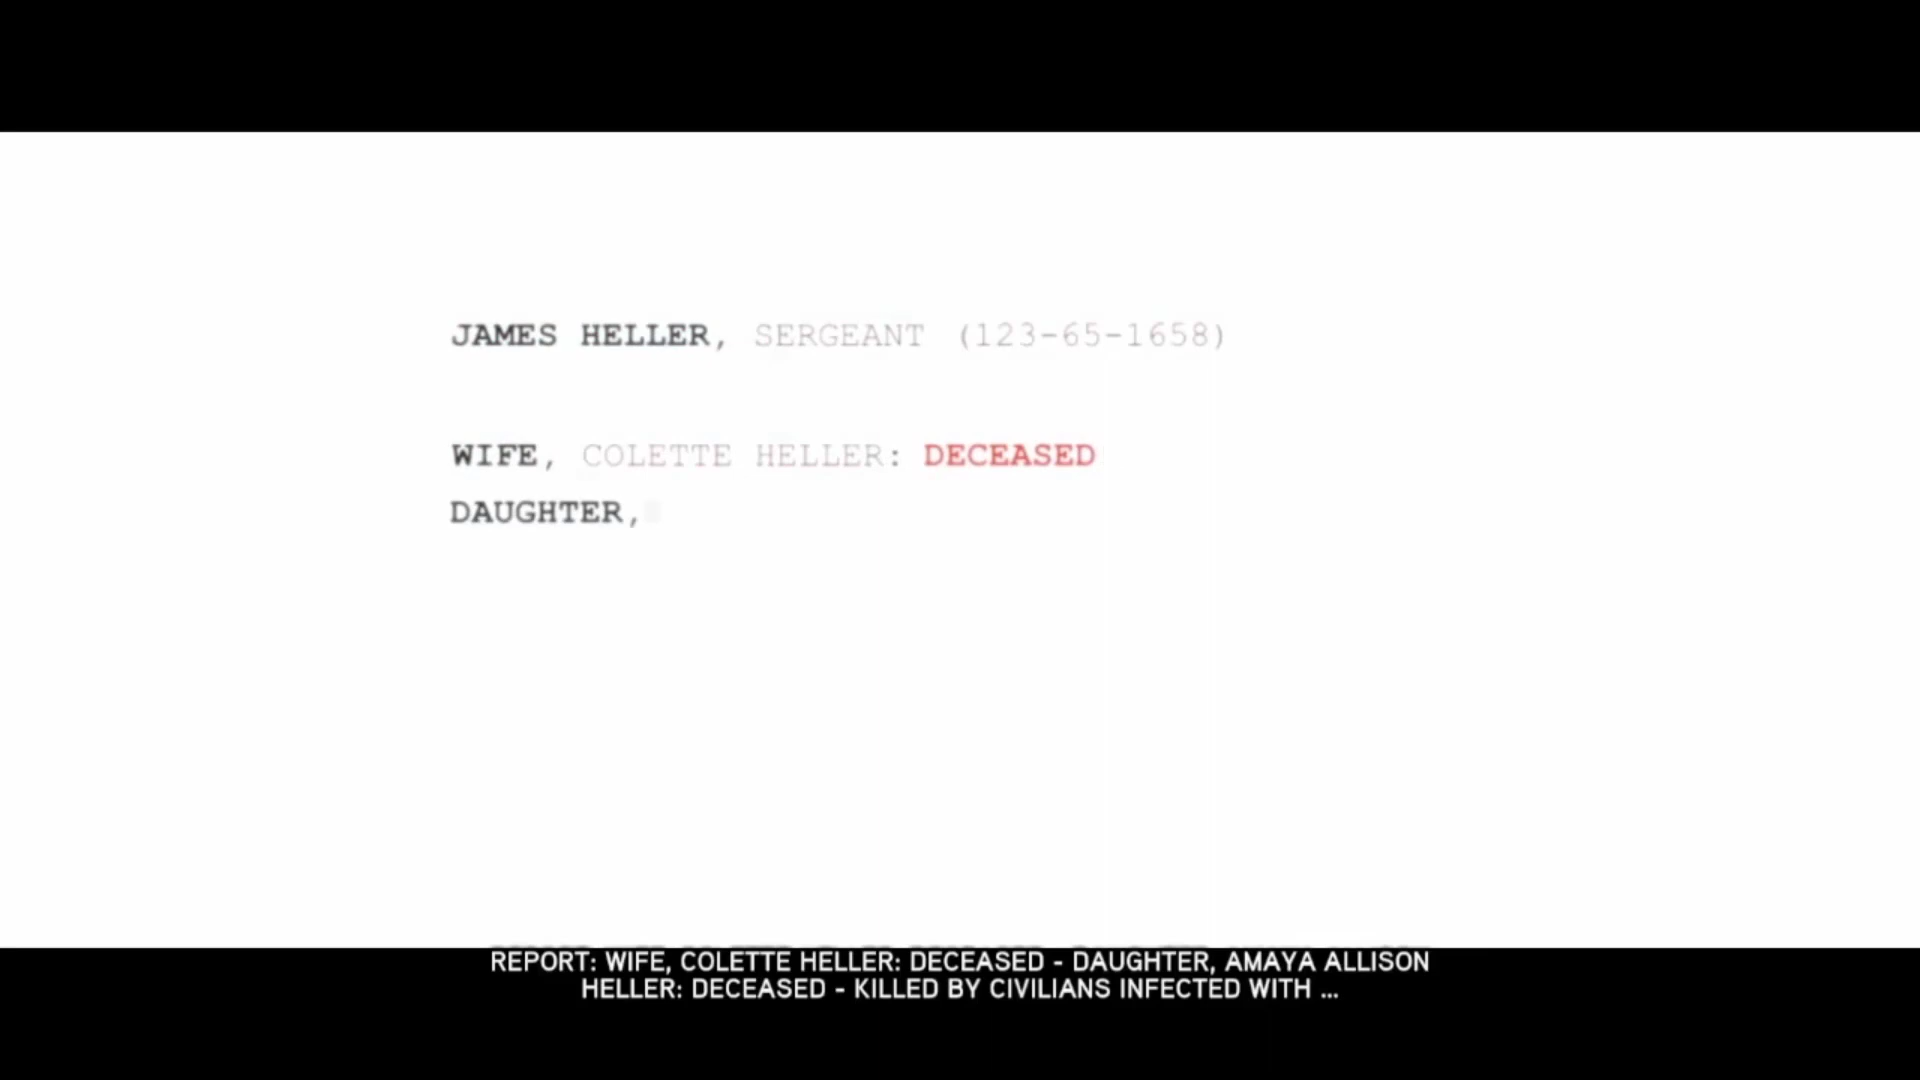 JAMES HELLER, SERGEANT (123-65-1658)
WIFE, COLETTE HELLER: DECEASED
DAUGHTER,
REPORT: WIFE, COLETTE HELLER: DECEASED - DAUGHTER, AMAYA ALLISON
HELLER: DECEASED - KILLED BY CIVILIANS INFECTED WITH ...